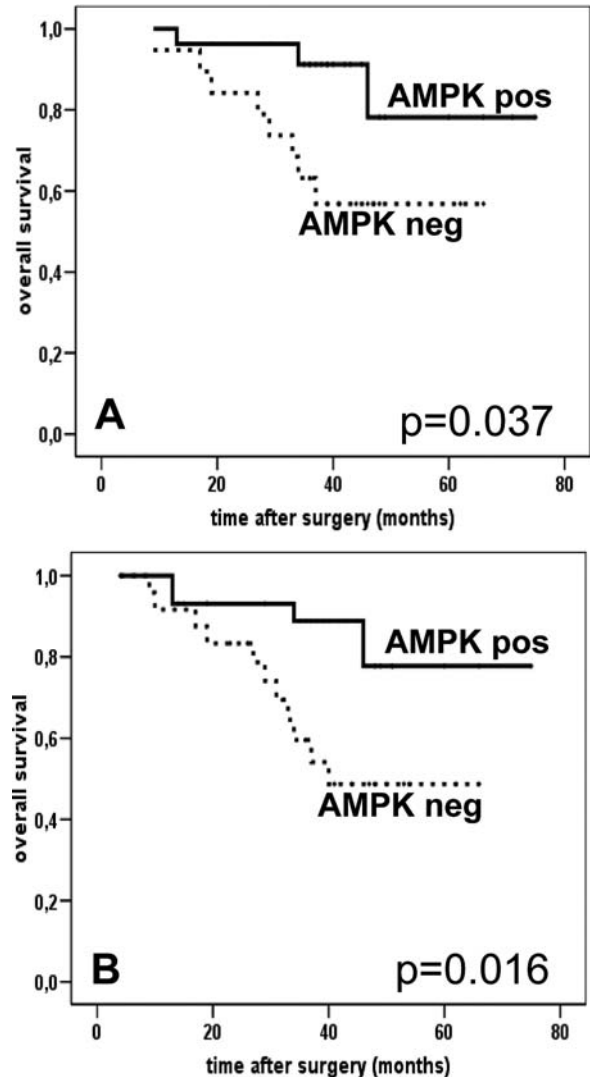 1,0
AMPK pos
0,8
0,6
AMPK neg
overall survival
0,4
0,2
A
p=0.037
0,0
0 20 40 60 80
time after surgery (months)
1,0
AMPK pos
0,8
0,6
AMPK neg
overall survival
0,4
0,2
B
p=0.016
0,0
0 20 40 60 80
time after surgery (months)